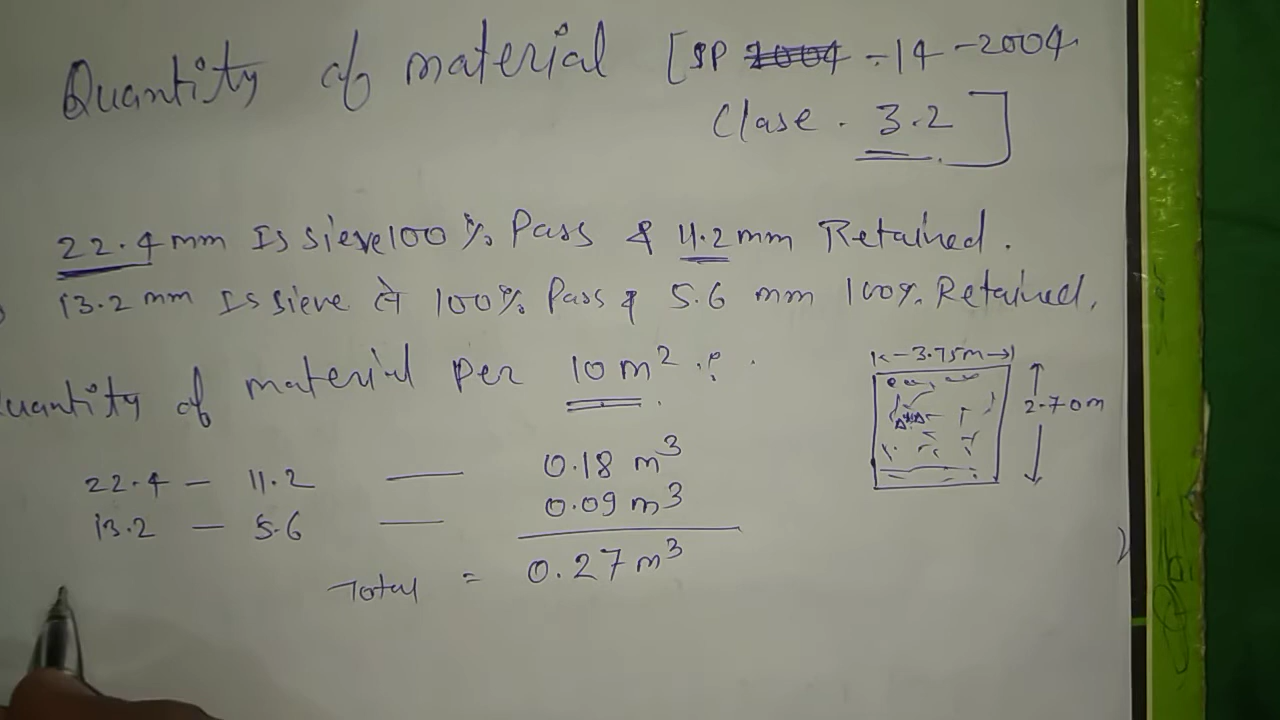 Quantity of material [SP - 14 - 2004
Clase . 3.2 ]
22.4 mm Is sieve 100 % Pass & 11.2 mm Retained .
13.2 mm Is sieve से 100% Pass & 5.6 mm 100% Retained,
uantity of material Per 10 m² .? .
|<- 3.75m ->|
2.70m
22.4 – 11.2 — 0.18 m³
13.2 – 5.6 — 0.09 m³
Total = 0.27 m³